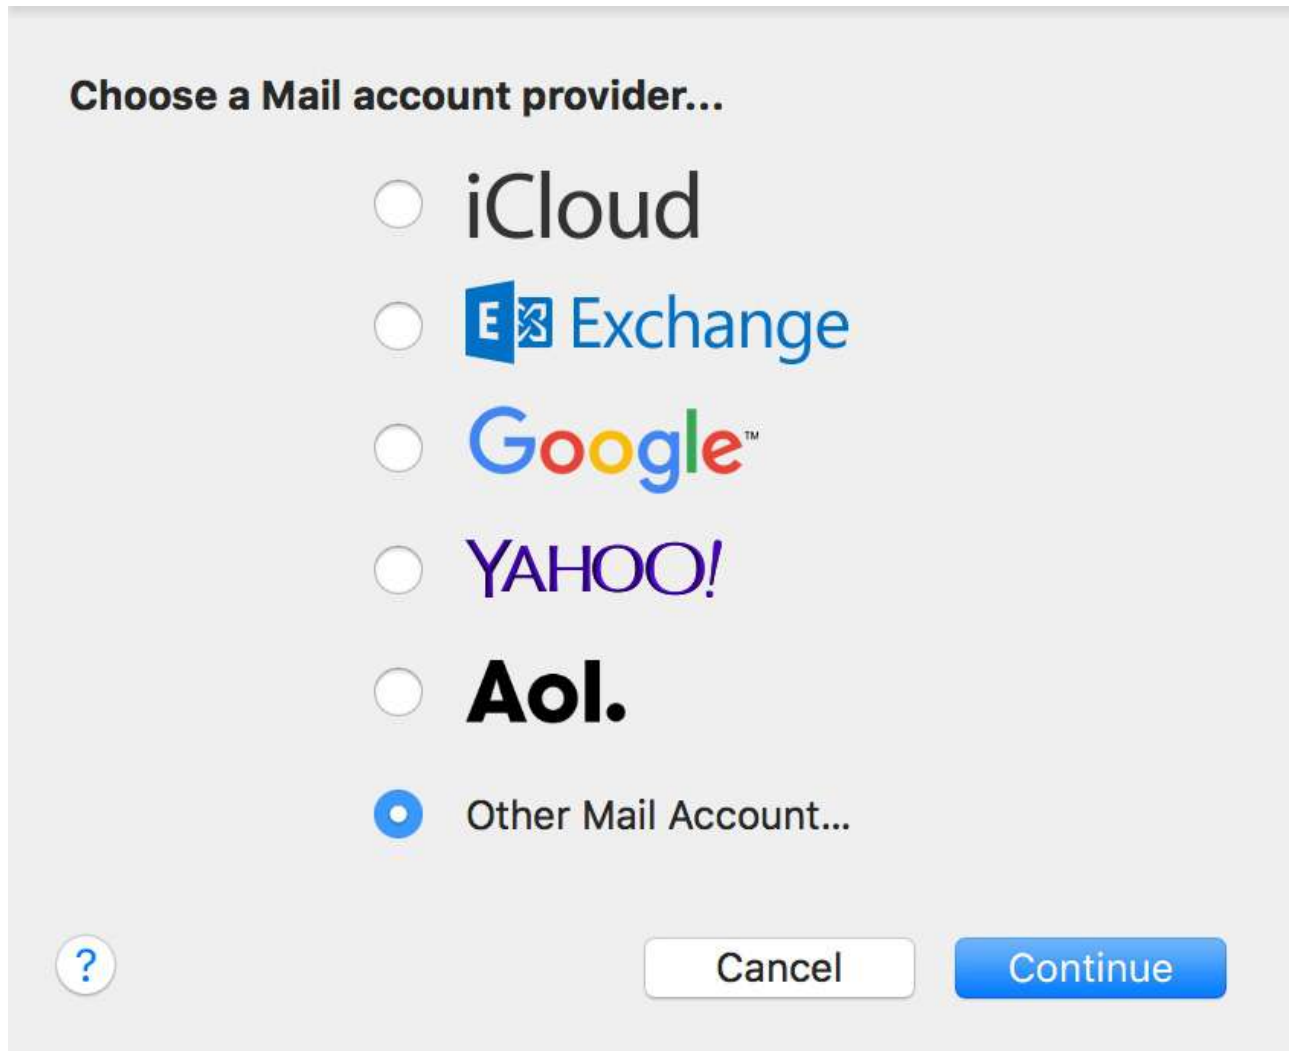 Choose a Mail account provider...
iCloud
E Exchange
Google™
YAHOO!
Aol.
Other Mail Account...
? Cancel Continue